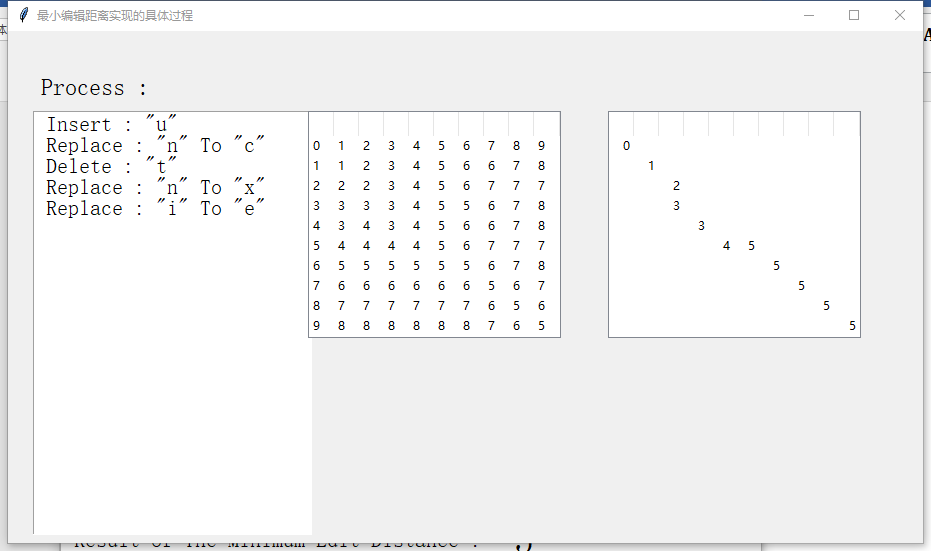 最小编辑距离实现的具体过程
Process :
Insert : "u"
Replace : "n" To "c"
Delete : "t"
Replace : "n" To "x"
Replace : "i" To "e"
0 1 2 3 4 5 6 7 8 9
1 1 2 3 4 5 6 6 7 8
2 2 2 3 4 5 6 7 7 7
3 3 3 3 4 5 5 6 7 8
4 3 4 3 4 5 6 6 7 8
5 4 4 4 4 5 6 7 7 7
6 5 5 5 5 5 5 6 7 8
7 6 6 6 6 6 6 5 6 7
8 7 7 7 7 7 7 6 5 6
9 8 8 8 8 8 8 7 6 5
0
1
2
3
3
4 5
5
5
5
5